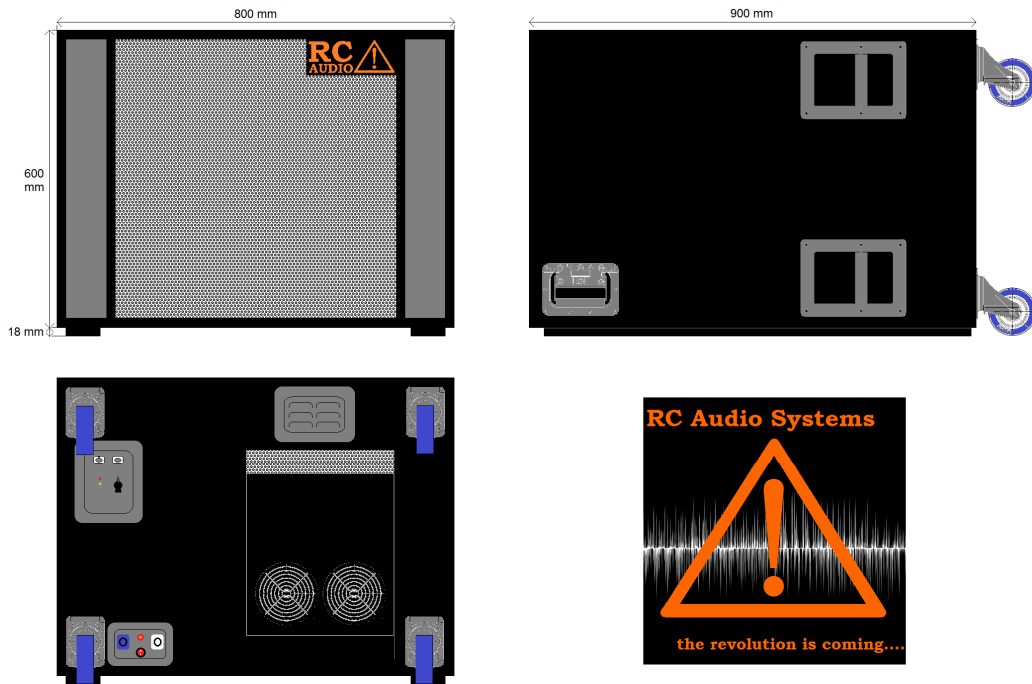 800 mm
900 mm
RC
AUDIO
600
mm
18 mm
RC Audio Systems
the revolution is coming....